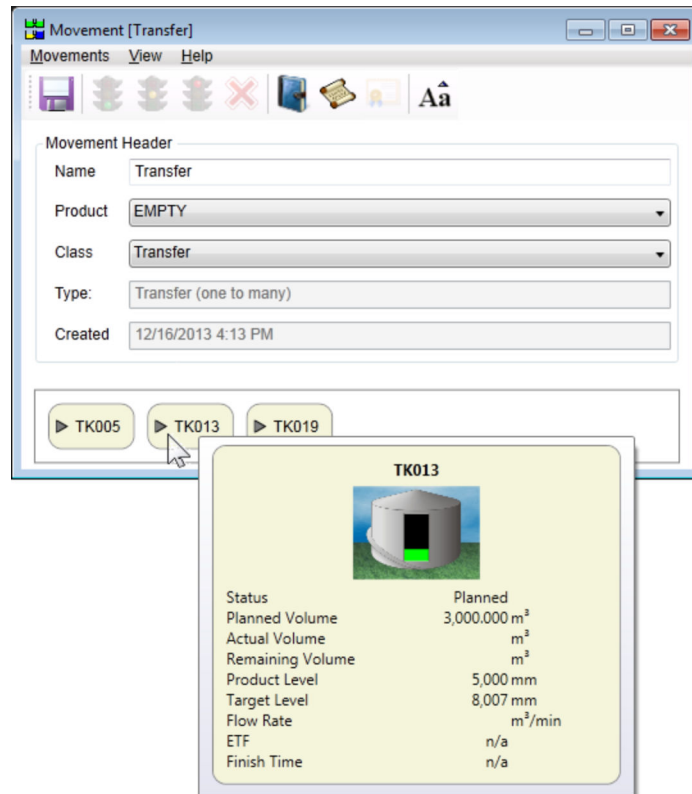 Movement [Transfer]
Movements View Help
Aâ
Movement Header
Name Transfer
Product EMPTY
Class Transfer
Type: Transfer (one to many)
Created 12/16/2013 4:13 PM
TK005 TK013 TK019
TK013
Status Planned
Planned Volume 3,000.000 m³
Actual Volume m³
Remaining Volume m³
Product Level 5,000 mm
Target Level 8,007 mm
Flow Rate m³/min
ETF n/a
Finish Time n/a